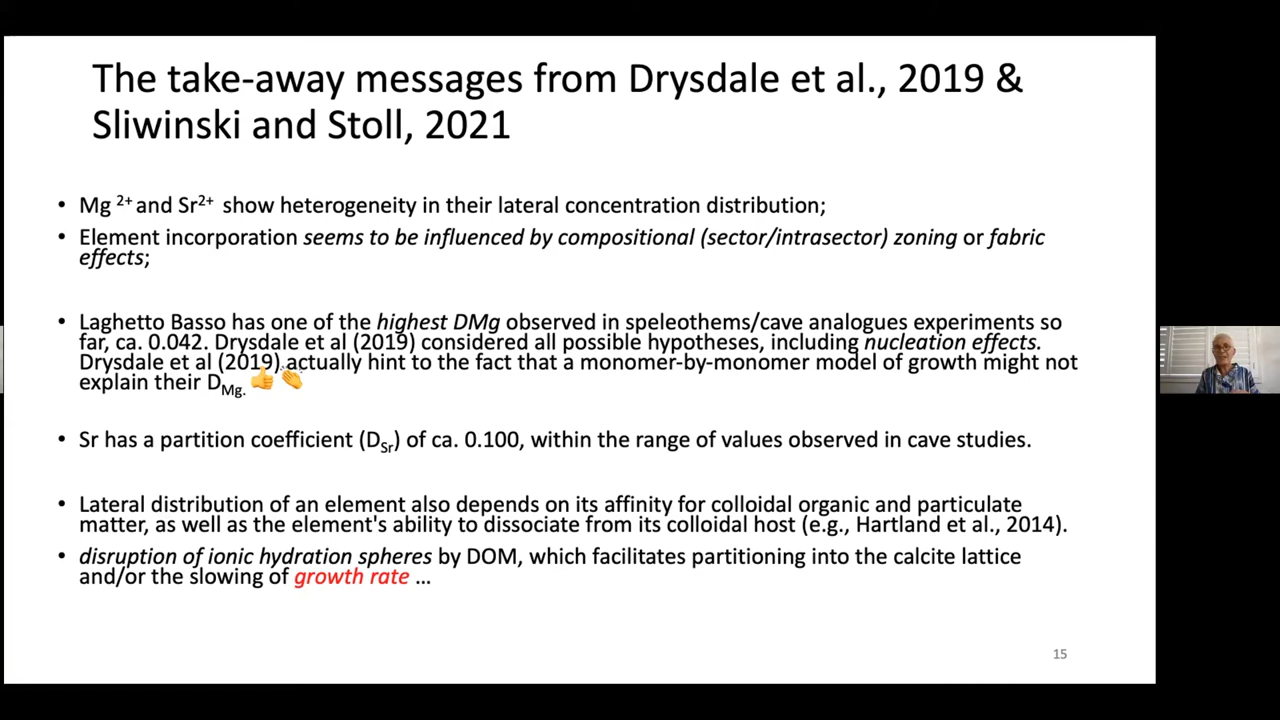 The take-away messages from Drysdale et al., 2019 &
Sliwinski and Stoll, 2021
• Mg 2+ and Sr2+ show heterogeneity in their lateral concentration distribution;
• Element incorporation seems to be influenced by compositional (sector/intrasector) zoning or fabric
effects;
• Laghetto Basso has one of the highest DMg observed in speleothems/cave analogues experiments so
far, ca. 0.042. Drysdale et al (2019) considered all possible hypotheses, including nucleation effects.
Drysdale et al (2019) actually hint to the fact that a monomer-by-monomer model of growth might not
explain their DMg. 👍👏
• Sr has a partition coefficient (DSr) of ca. 0.100, within the range of values observed in cave studies.
• Lateral distribution of an element also depends on its affinity for colloidal organic and particulate
matter, as well as the element's ability to dissociate from its colloidal host (e.g., Hartland et al., 2014).
• disruption of ionic hydration spheres by DOM, which facilitates partitioning into the calcite lattice
and/or the slowing of growth rate ...
15